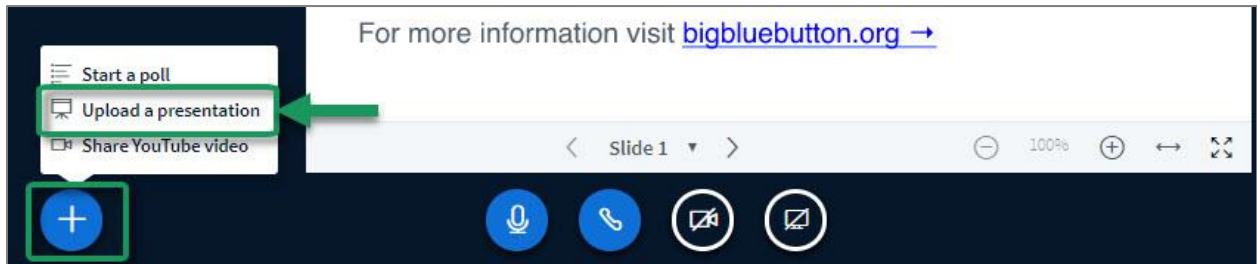 For more information visit bigbluebutton.org →
Start a poll
Upload a presentation
Share YouTube video
Slide 1
100%